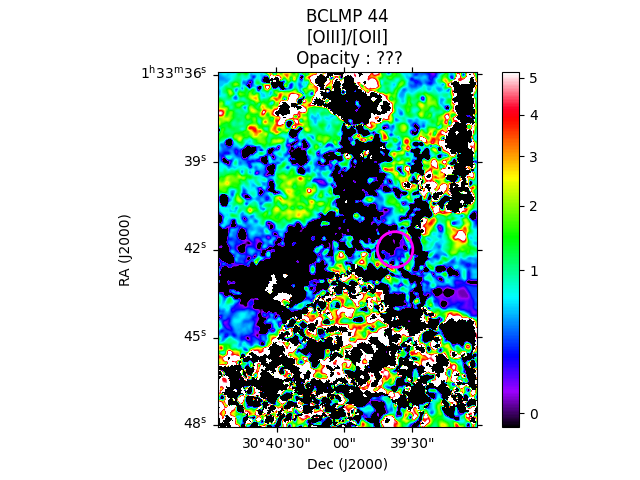 BCLMP 44
[OIII]/[OII]
Opacity : ???
1ʰ33ᵐ36ˢ
39ˢ
42ˢ
45ˢ
48ˢ
RA (J2000)
30°40'30"
00"
39'30"
Dec (J2000)
5
4
3
2
1
0